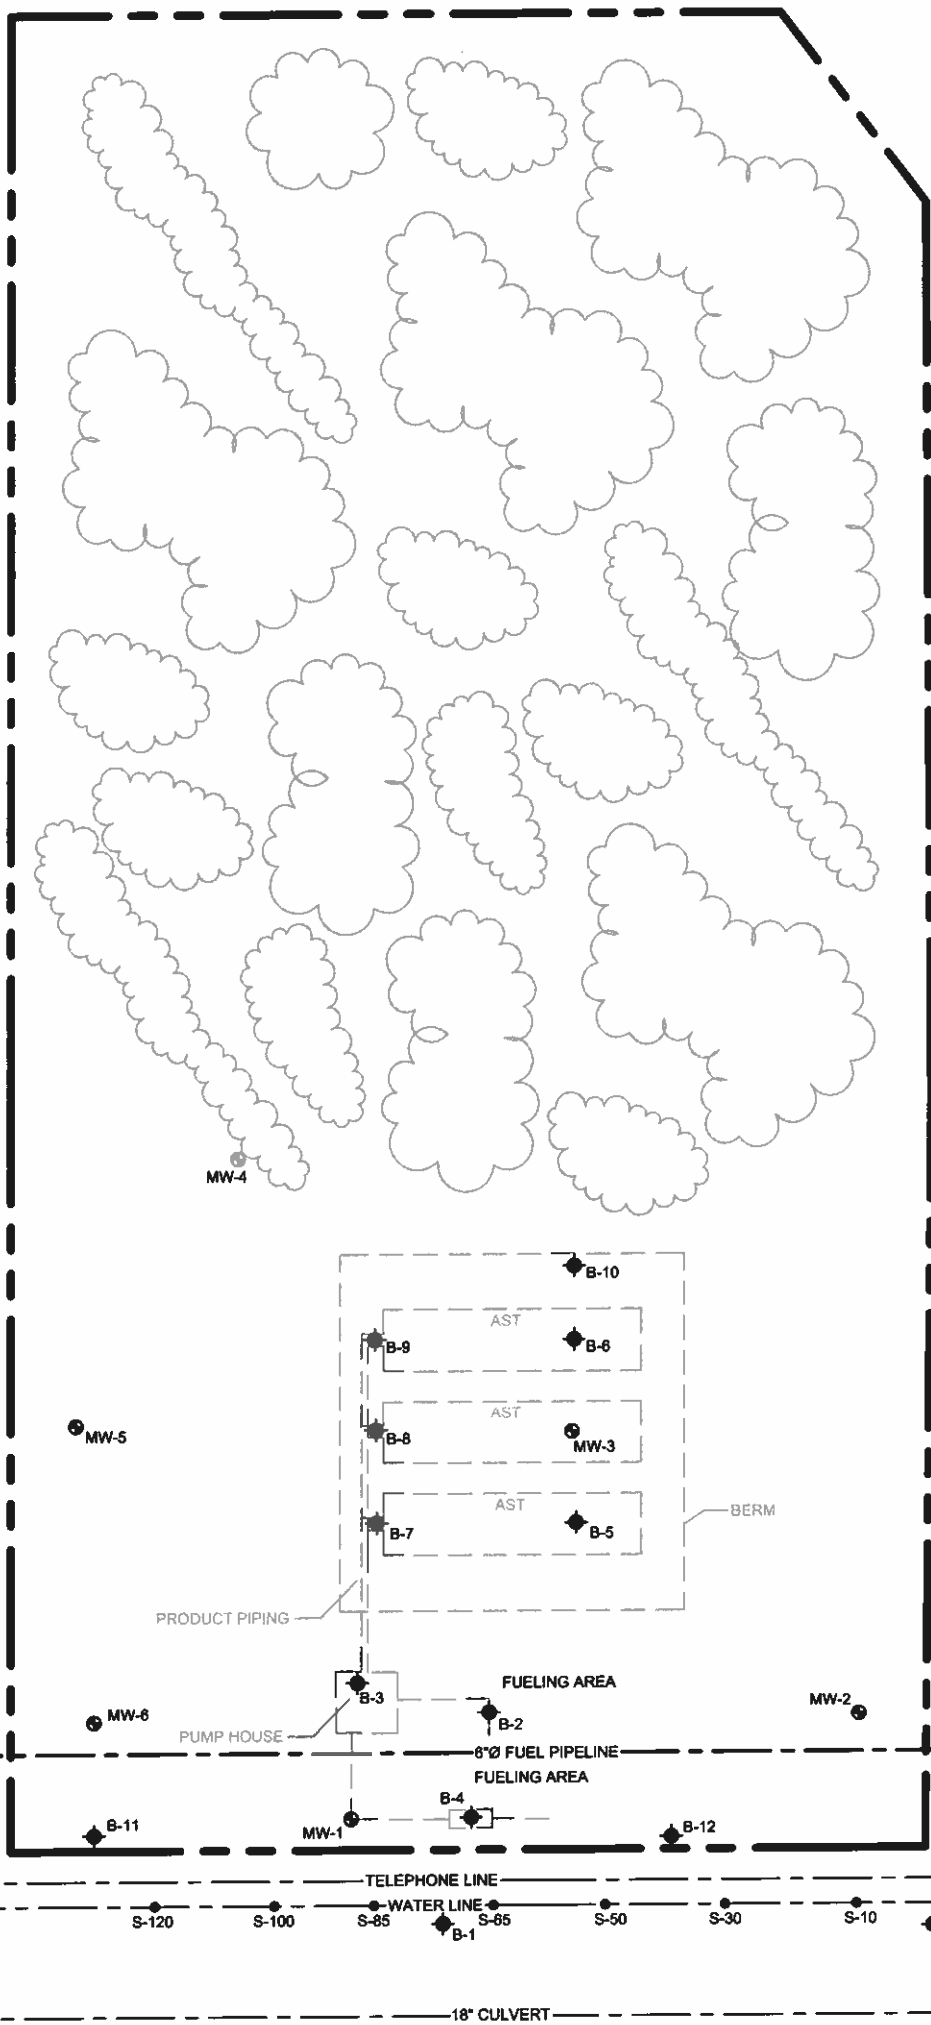 MW-4
B-10
AST
B-9
B-6
AST
MW-5
B-8
MW-3
AST
BERM
B-7
B-5
PRODUCT PIPING
FUELING AREA
B-3
MW-2
MW-6
B-2
PUMP HOUSE
6"Ø FUEL PIPELINE
FUELING AREA
B-4
B-11
MW-1
B-12
TELEPHONE LINE
WATER LINE
S-120
S-100
S-85
S-65
S-50
S-30
S-10
B-1
18" CULVERT